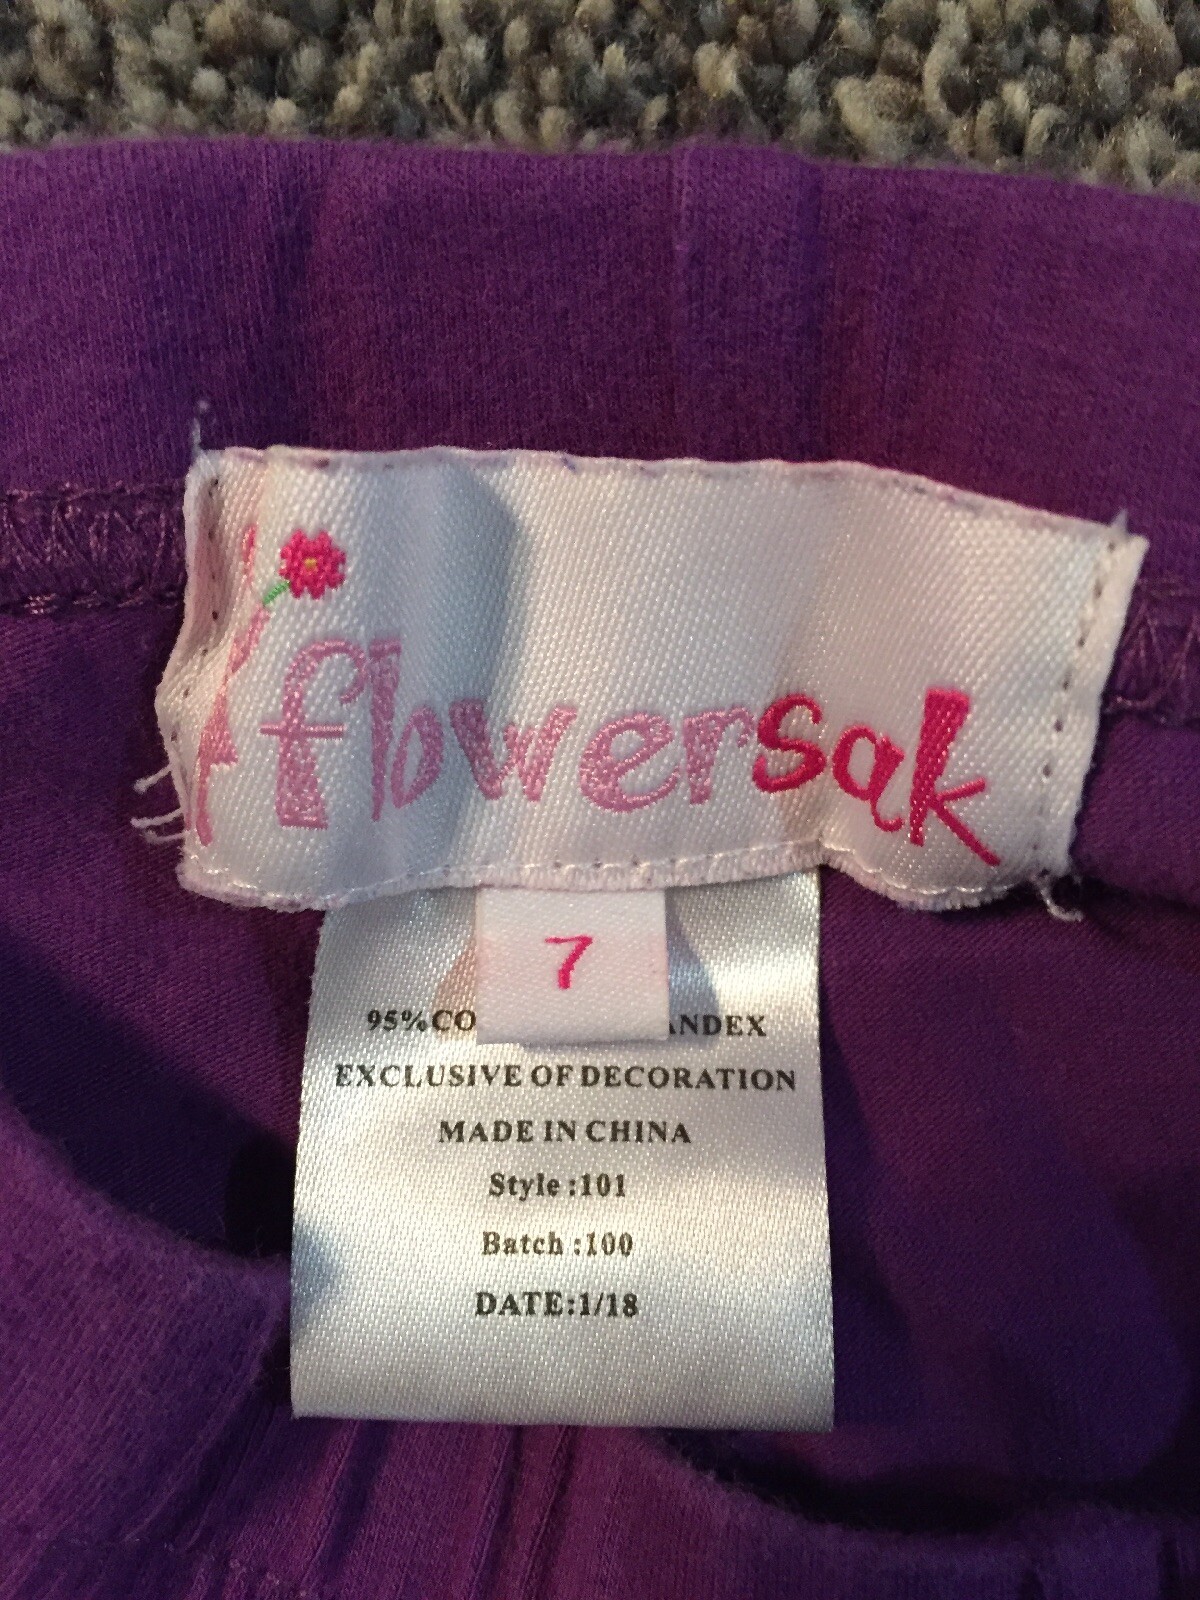 flowersak
7
95%CO ANDEX
EXCLUSIVE OF DECORATION
MADE IN CHINA
Style :101
Batch :100
DATE:1/18